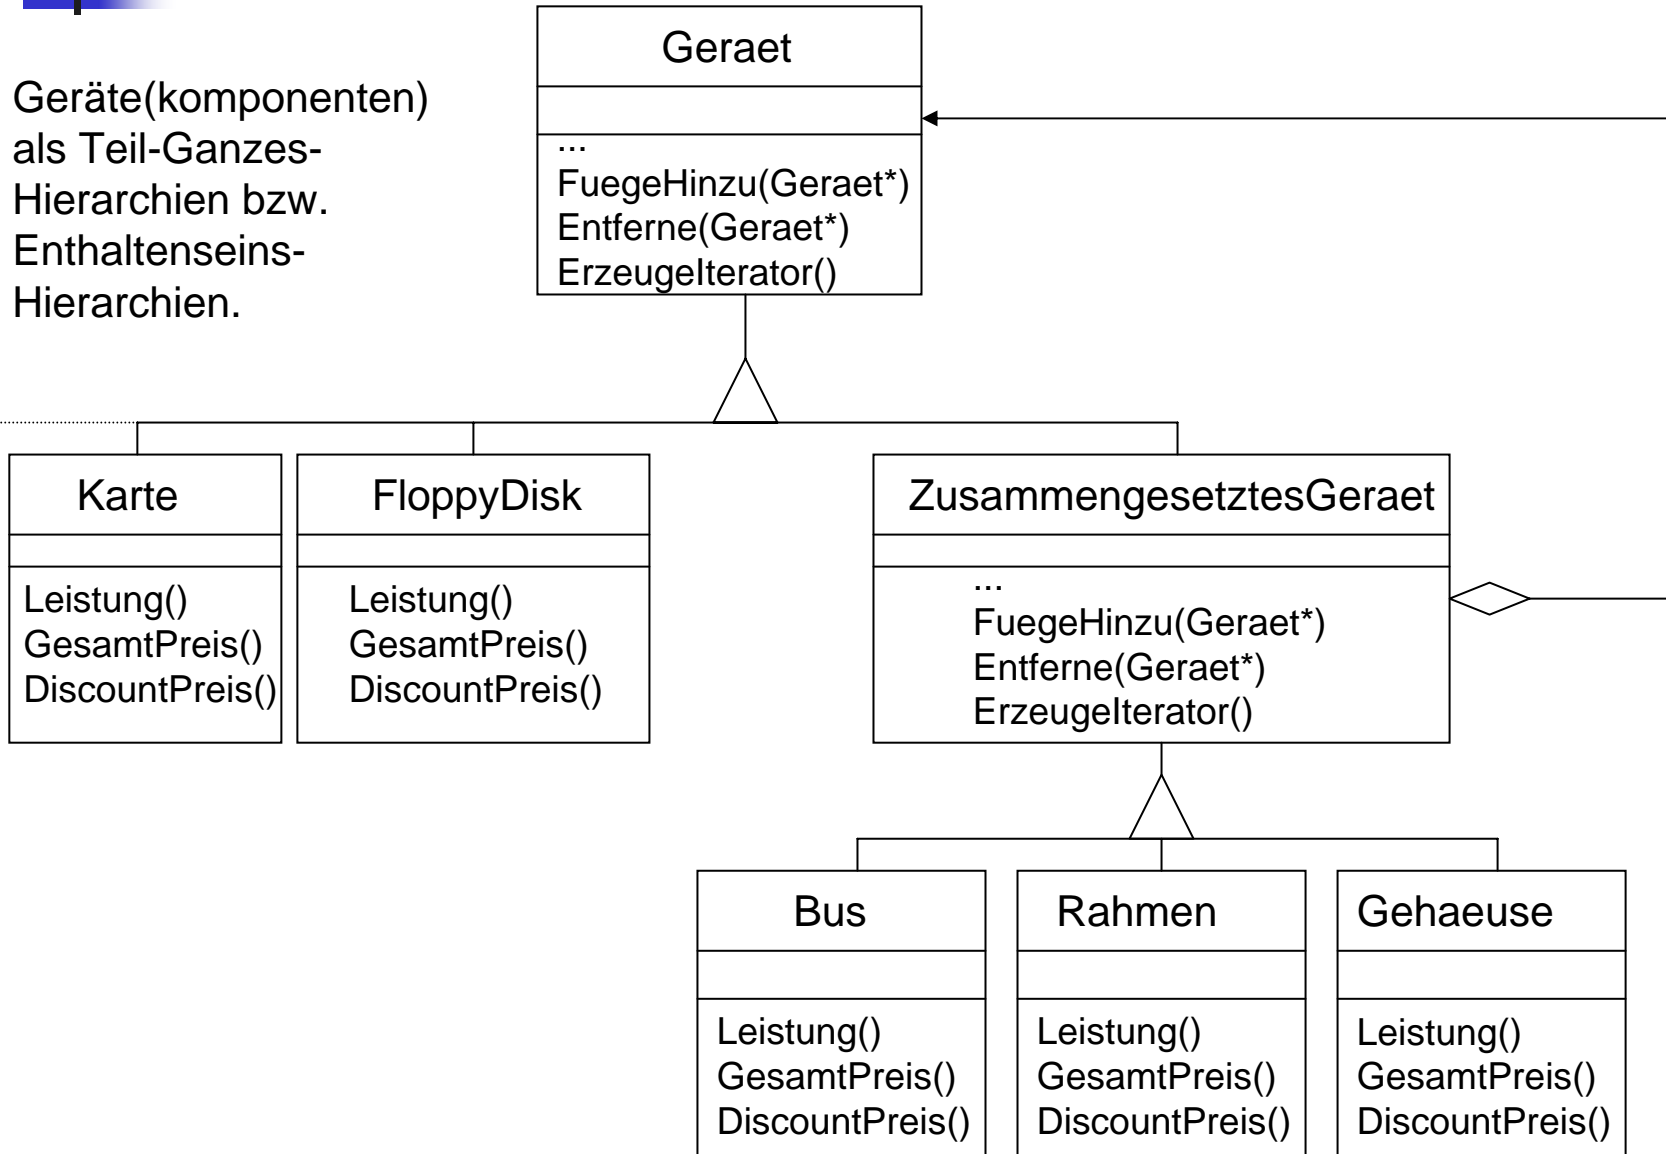 Geraet
Geräte(komponenten)
als Teil-Ganzes-
Hierarchien bzw.
Enthaltenseins-
Hierarchien.
...
FuegeHinzu(Geraet*)
Entferne(Geraet*)
ErzeugeIterator()
Karte
Leistung()
GesamtPreis()
DiscountPreis()
FloppyDisk
Leistung()
GesamtPreis()
DiscountPreis()
ZusammengesetztesGeraet
...
FuegeHinzu(Geraet*)
Entferne(Geraet*)
ErzeugeIterator()
Bus
Leistung()
GesamtPreis()
DiscountPreis()
Rahmen
Leistung()
GesamtPreis()
DiscountPreis()
Gehaeuse
Leistung()
GesamtPreis()
DiscountPreis()